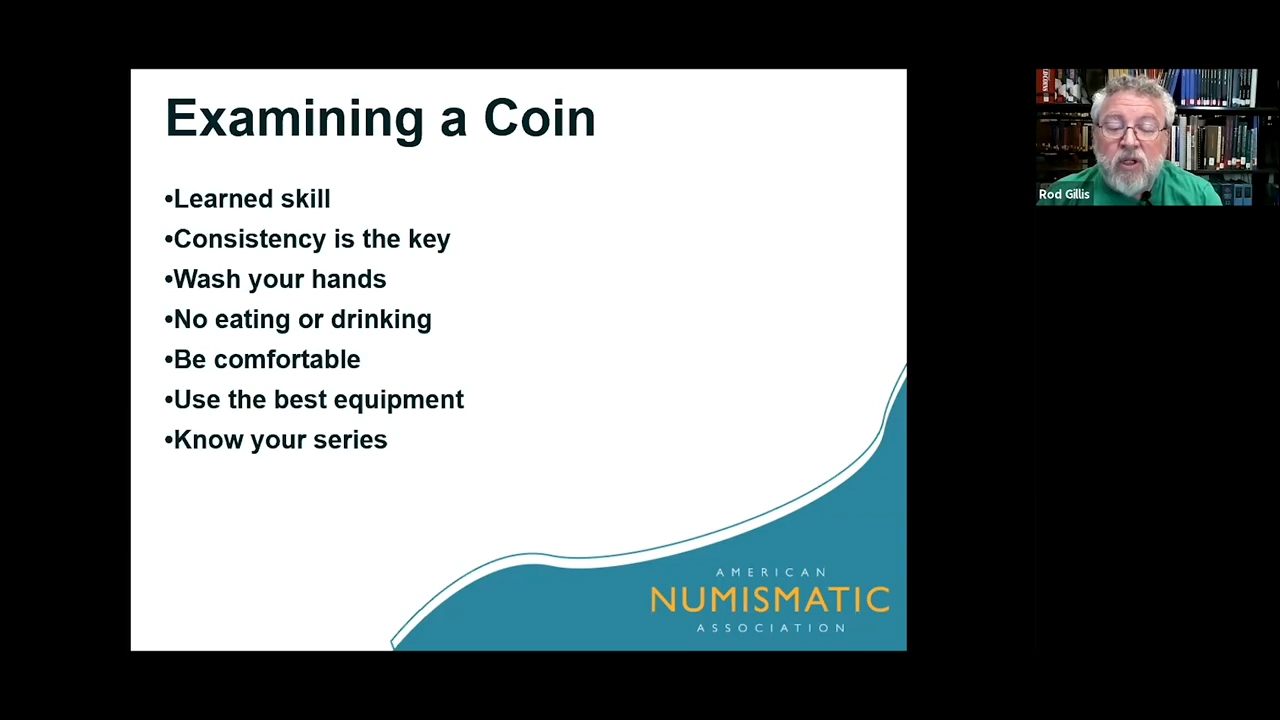 Examining a Coin
•Learned skill
•Consistency is the key
•Wash your hands
•No eating or drinking
•Be comfortable
•Use the best equipment
•Know your series
AMERICAN
NUMISMATIC
ASSOCIATION
Rod Gillis